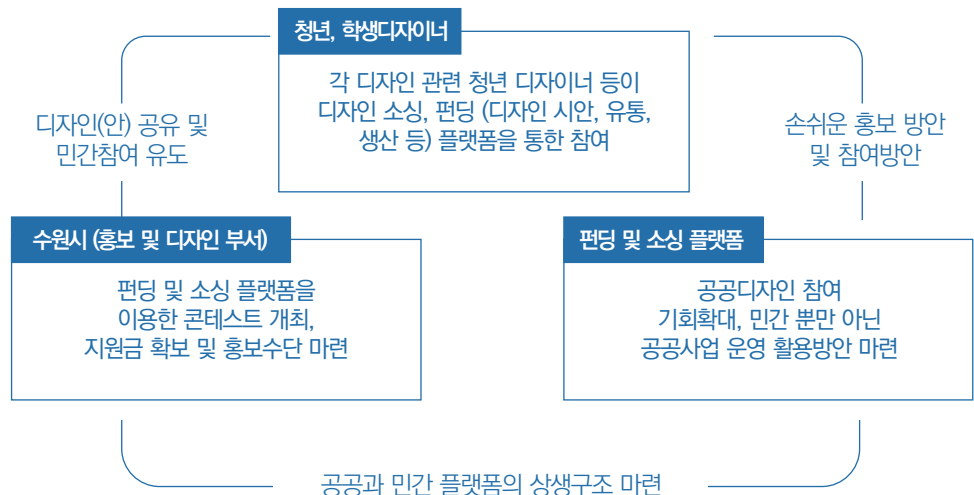 청년, 학생디자이너
각 디자인 관련 청년 디자이너 등이
디자인 소싱, 펀딩 (디자인 시안, 유통,
생산 등) 플랫폼을 통한 참여
디자인(안) 공유 및
민간참여 유도
손쉬운 홍보 방안
및 참여방안
수원시 (홍보 및 디자인 부서)
펀딩 및 소싱 플랫폼을
이용한 콘테스트 개최,
지원금 확보 및 홍보수단 마련
펀딩 및 소싱 플랫폼
공공디자인 참여
기회확대, 민간 뿐만 아닌
공공사업 운영 활용방안 마련
공공과 민간 플랫폼의 상생구조 마련